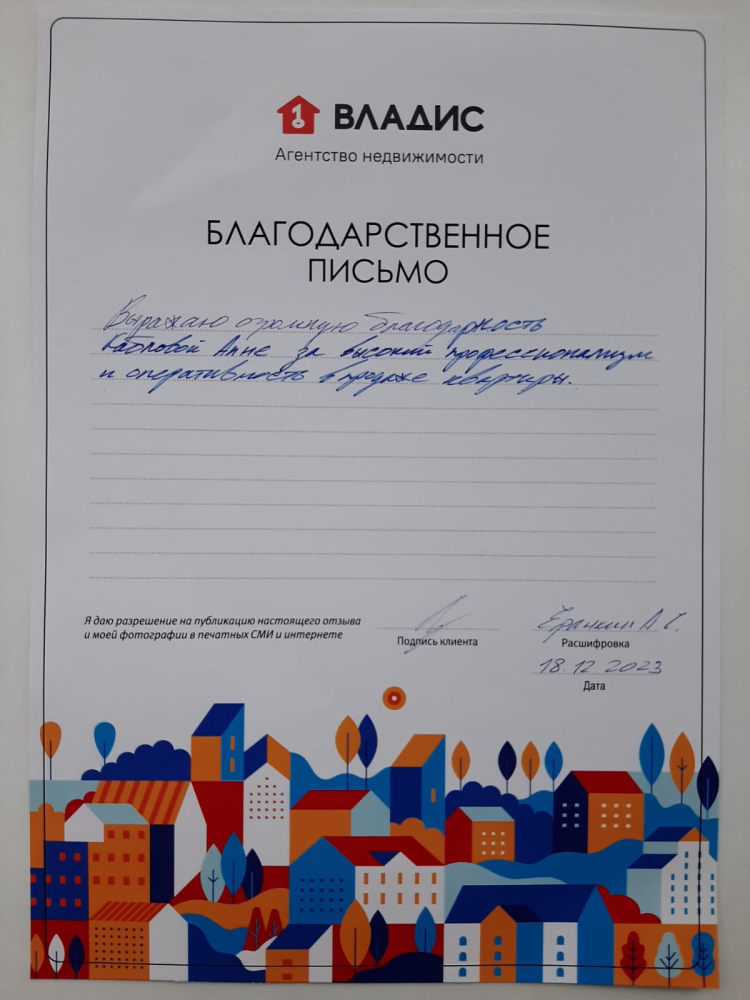 ВЛАДИС
Агентство недвижимости
БЛАГОДАРСТВЕННОЕ
ПИСЬМО
Выражаю огромную благодарность
Анне за высокий профессионализм
и оперативность в продаже квартиры.
Я даю разрешение на публикацию настоящего отзыва
и моей фотографии в печатных СМИ и интернете
Подпись клиента
Расшифровка
18.12 2023
Дата